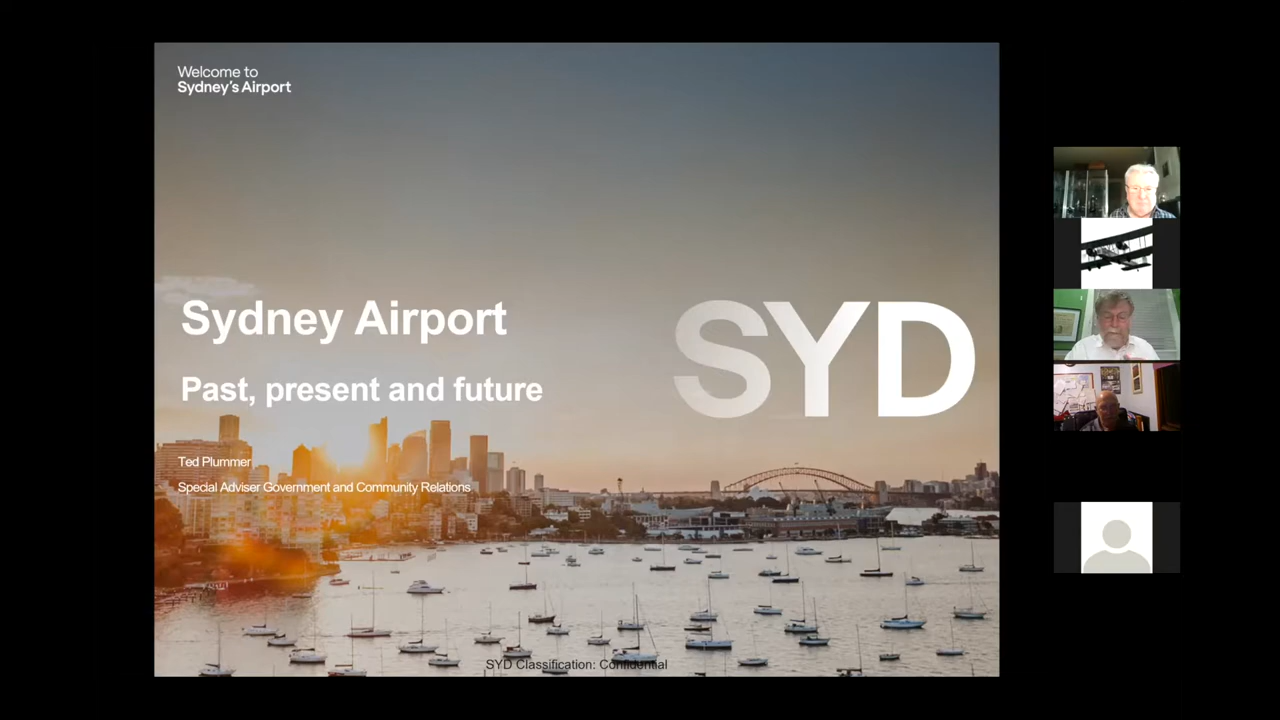 Welcome to
Sydney's Airport
Sydney Airport
SYD
Past, present and future
Ted Plummer
Special Adviser Government and Community Relations
SYD Classification: Confidential